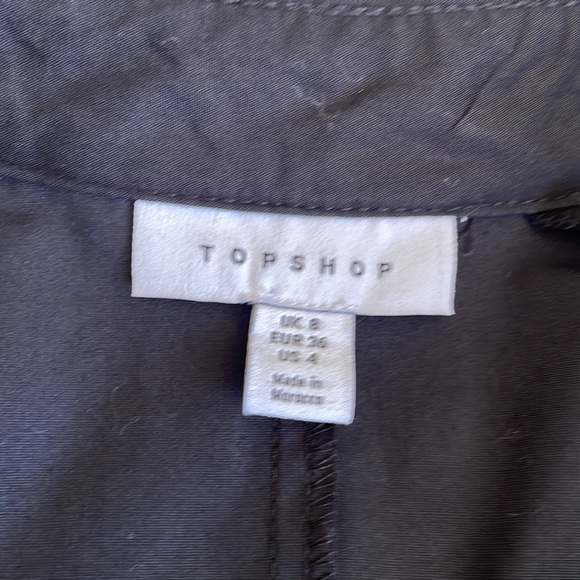 TOPSHOP
UK 8
EUR 36
US 4
Made in
Morocco